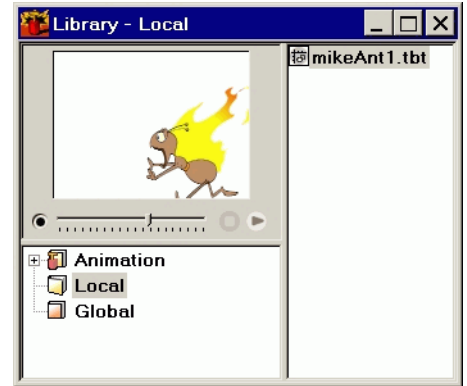 Library - Local
mikeAnt1.tbt
Animation
Local
Global